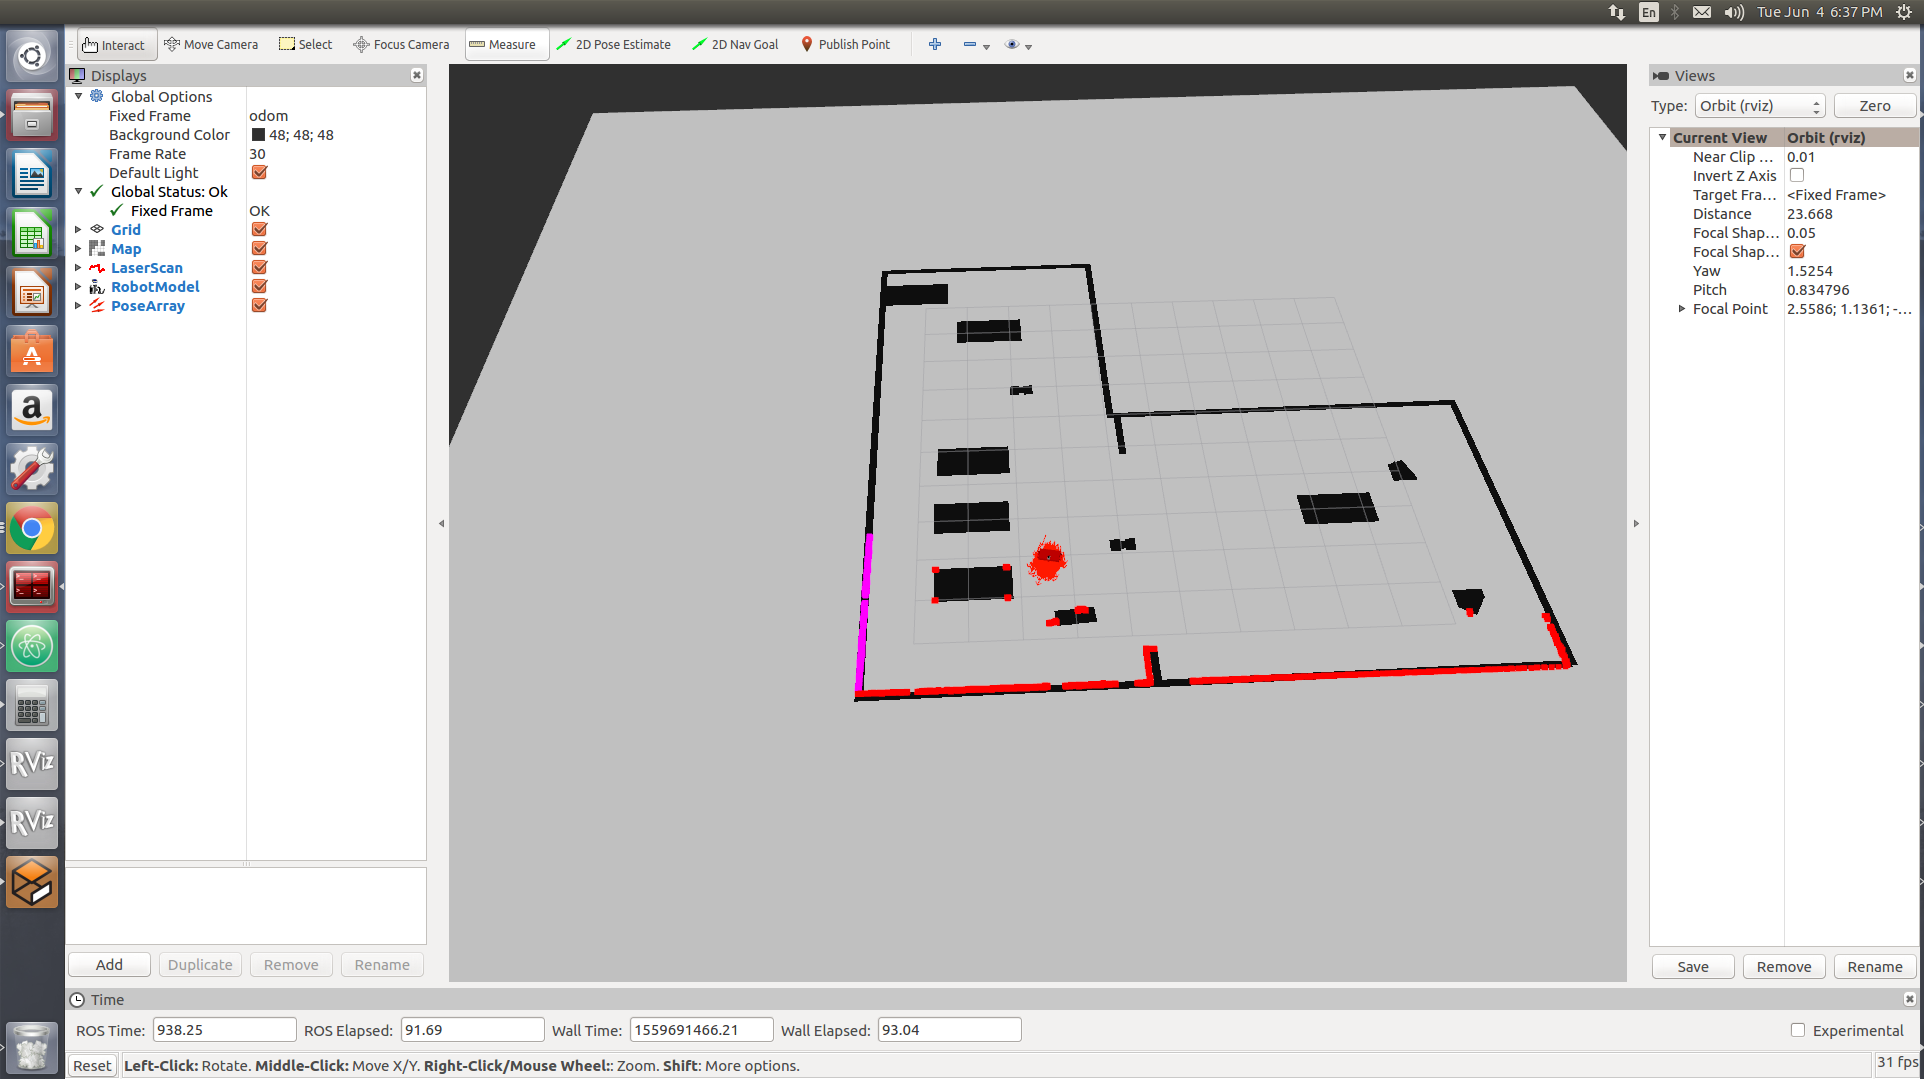 En Tue Jun 4 6:37 PM
Interact Move Camera Select Focus Camera Measure 2D Pose Estimate 2D Nav Goal Publish Point
Displays
Global Options
Fixed Frame odom
Background Color 48; 48; 48
Frame Rate 30
Default Light
Global Status: Ok
Fixed Frame OK
Grid
Map
LaserScan
RobotModel
PoseArray
Add Duplicate Remove Rename
Views
Type: Orbit (rviz) Zero
Current View Orbit (rviz)
Near Clip ... 0.01
Invert Z Axis
Target Fra... <Fixed Frame>
Distance 23.668
Focal Shap... 0.05
Focal Shap...
Yaw 1.5254
Pitch 0.834796
Focal Point 2.5586; 1.1361; -...
Save Remove Rename
a
RViz
RViz
Time
ROS Time: 938.25 ROS Elapsed: 91.69 Wall Time: 1559691466.21 Wall Elapsed: 93.04 Experimental
Reset Left-Click: Rotate. Middle-Click: Move X/Y. Right-Click/Mouse Wheel:: Zoom. Shift: More options. 31 fps